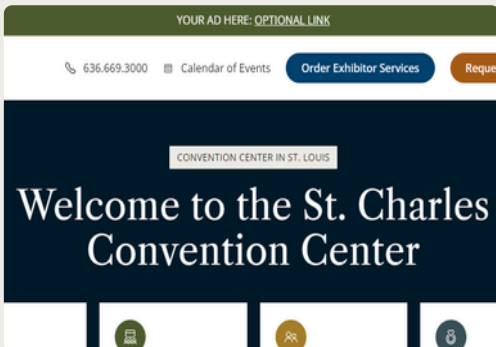 YOUR AD HERE: OPTIONAL LINK
636.669.3000 Calendar of Events Order Exhibitor Services Reque
CONVENTION CENTER IN ST. LOUIS
Welcome to the St. Charles
Convention Center